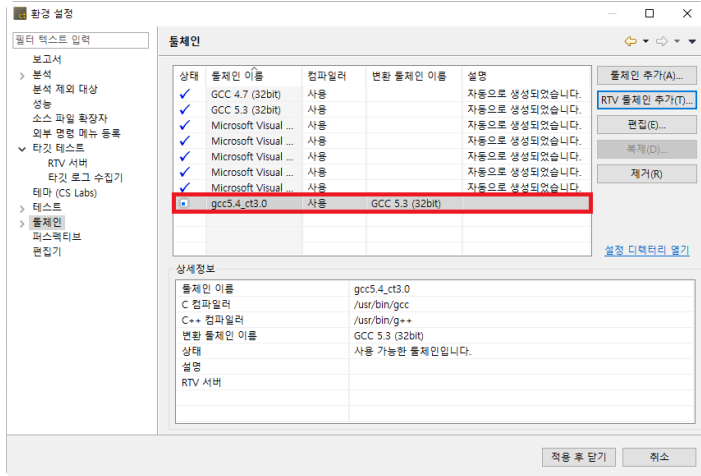 환경 설정
필터 텍스트 입력
보고서
분석
분석 제외 대상
성능
소스 파일 확장자
외부 명령 메뉴 등록
타깃 테스트
RTV 서버
타깃 로그 수집기
테마 (CS Labs)
테스트
툴체인
퍼스펙티브
편집기
툴체인
상태 툴체인 이름 컴파일러 변환 툴체인 이름 설명
GCC 4.7 (32bit) 사용 자동으로 생성되었습니다.
GCC 5.3 (32bit) 사용 자동으로 생성되었습니다.
Microsoft Visual ... 사용 자동으로 생성되었습니다.
Microsoft Visual ... 사용 자동으로 생성되었습니다.
Microsoft Visual ... 사용 자동으로 생성되었습니다.
Microsoft Visual ... 사용 자동으로 생성되었습니다.
Microsoft Visual ... 사용 자동으로 생성되었습니다.
gcc5.4_ct3.0 사용 GCC 5.3 (32bit)
툴체인 추가(A)...
RTV 툴체인 추가(T)...
편집(E)...
복제(D)...
제거(R)
설정 디렉터리 열기
상세정보
툴체인 이름 gcc5.4_ct3.0
C 컴파일러 /usr/bin/gcc
C++ 컴파일러 /usr/bin/g++
변환 툴체인 이름 GCC 5.3 (32bit)
상태 사용 가능한 툴체인입니다.
설명
RTV 서버
적용 후 닫기
취소